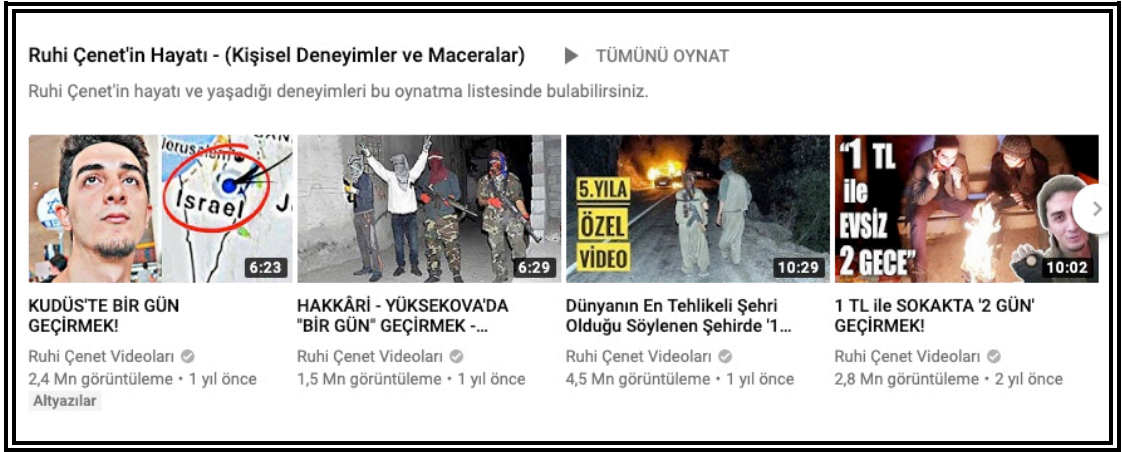 Ruhi Çenet'in Hayatı - (Kişisel Deneyimler ve Maceralar) TÜMÜNÜ OYNAT
Ruhi Çenet'in hayatı ve yaşadığı deneyimleri bu oynatma listesinde bulabilirsiniz.
Jerusalem
Israel
6:23
6:29
5.YILA
ÖZEL
VİDEO
10:29
"1 TL
ile
EVSİZ
2 GECE"
10:02
KUDÜS'TE BİR GÜN
GEÇİRMEK!
Ruhi Çenet Videoları
2,4 Mn görüntüleme • 1 yıl önce
Altyazılar
HAKKÂRİ - YÜKSEKOVA'DA
"BİR GÜN" GEÇİRMEK -...
Ruhi Çenet Videoları
1,5 Mn görüntüleme • 1 yıl önce
Dünyanın En Tehlikeli Şehri
Olduğu Söylenen Şehirde '1...
Ruhi Çenet Videoları
4,5 Mn görüntüleme • 1 yıl önce
1 TL ile SOKAKTA '2 GÜN'
GEÇİRMEK!
Ruhi Çenet Videoları
2,8 Mn görüntüleme • 2 yıl önce